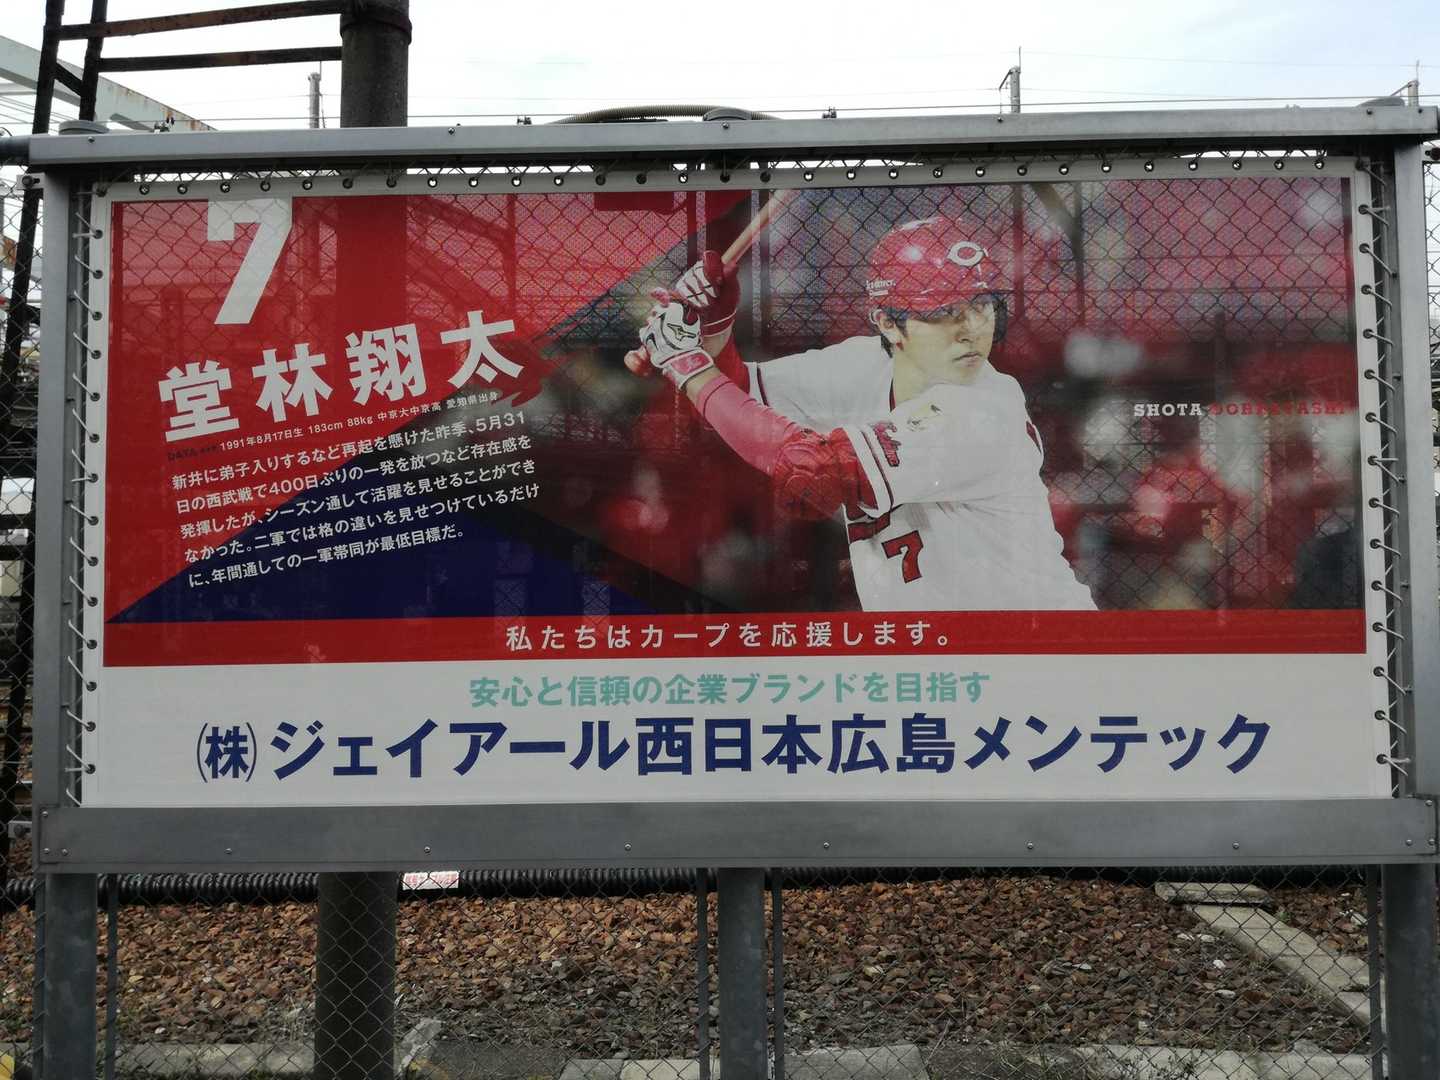 7
堂林翔太
DATA 1991年8月17日生 183cm 88kg 中京大中京高 愛知県出身
新井に弟子入りするなど再起を懸けた昨季、5月31
日の西武戦で400日ぶりの一発を放つなど存在感を
発揮したが、シーズン通して活躍を見せることができ
なかった。二軍では格の違いを見せつけているだけ
に、年間通しての一軍帯同が最低目標だ。
C
SHOTA DOBAYASHI
7
私たちはカープを応援します。
安心と信頼の企業ブランドを目指す
㈱ジェイアール西日本広島メンテック